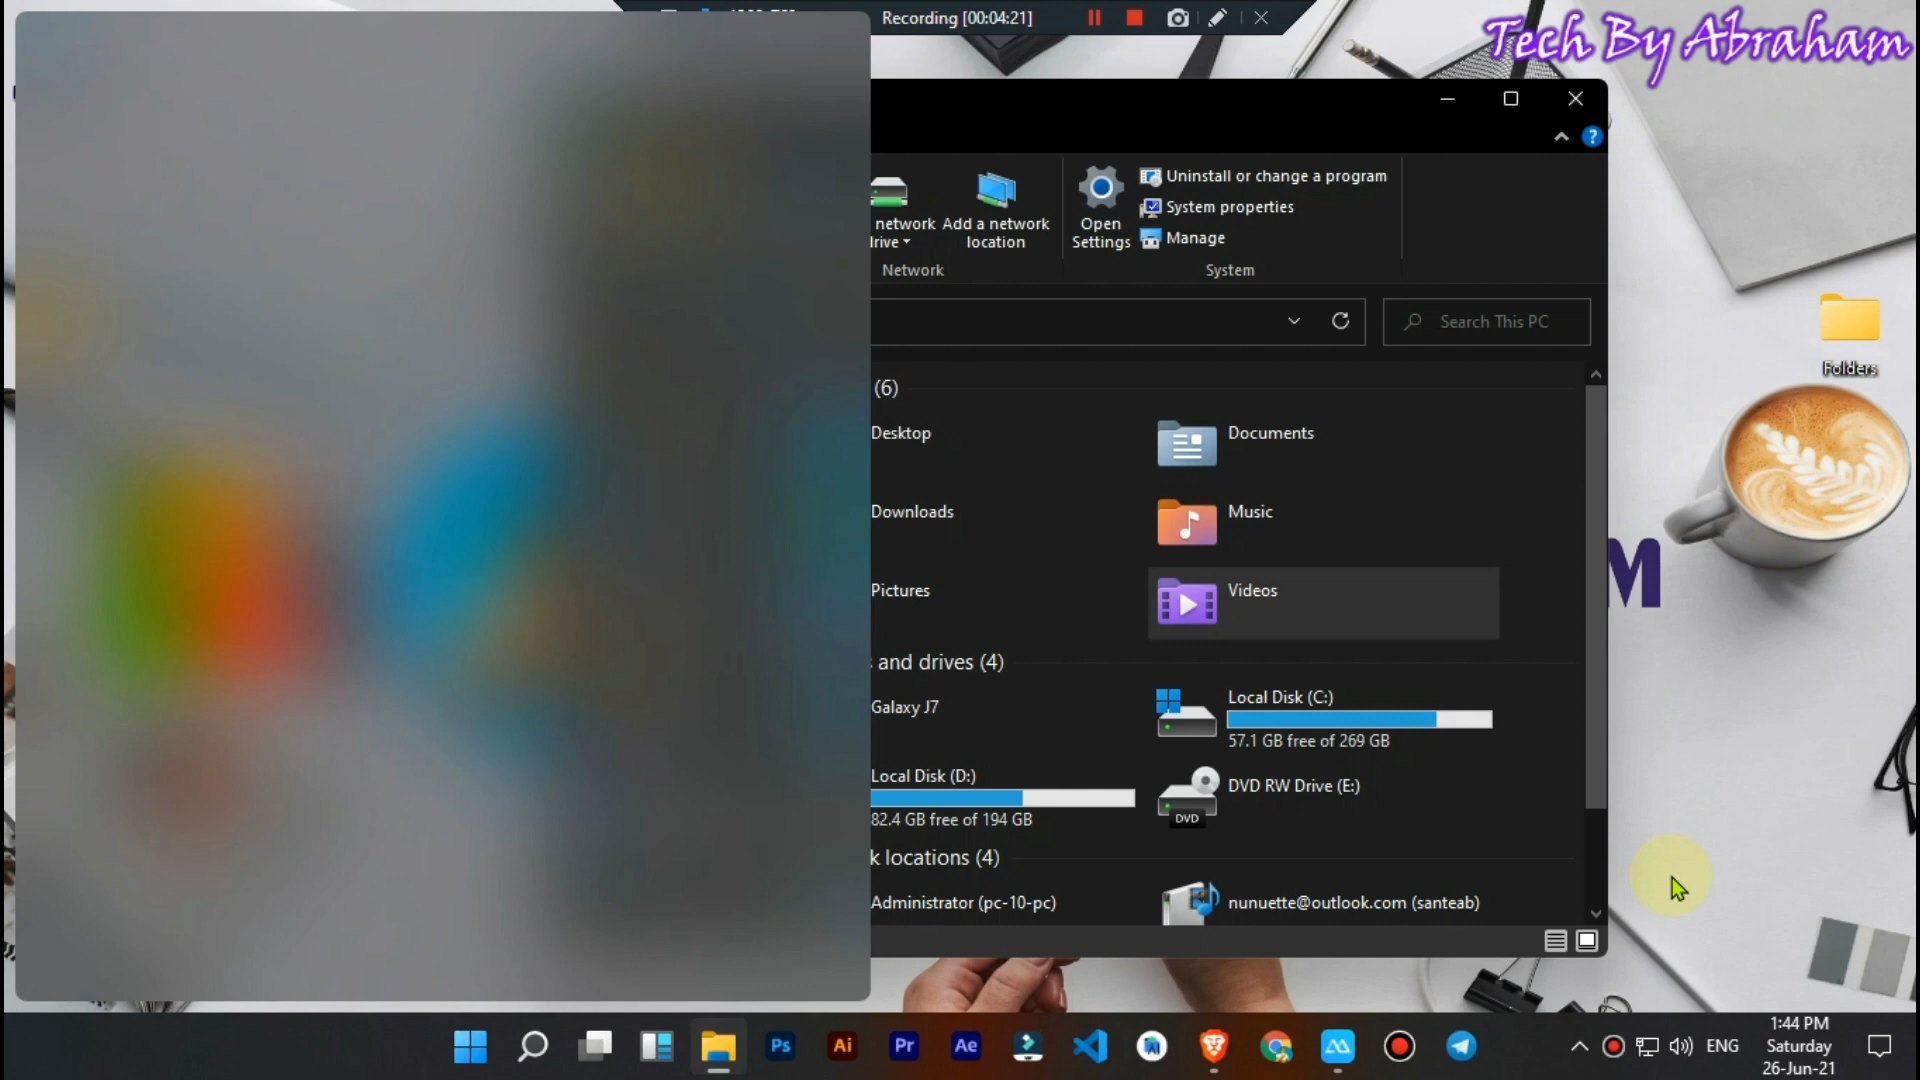 Recording [00:04:21]
Tech By Abraham
network
drive
Add a network
location
Open
Settings
Uninstall or change a program
System properties
Manage
Network
System
Search This PC
Folders
(6)
Desktop
Documents
Downloads
Music
Pictures
Videos
M
and drives (4)
Galaxy J7
Local Disk (C:)
57.1 GB free of 269 GB
Local Disk (D:)
82.4 GB free of 194 GB
DVD RW Drive (E:)
DVD
k locations (4)
Administrator (pc-10-pc)
nunuette@outlook.com (santeab)
Ps
Ai
Pr
Ae
ENG
1:44 PM
Saturday
26-Jun-21